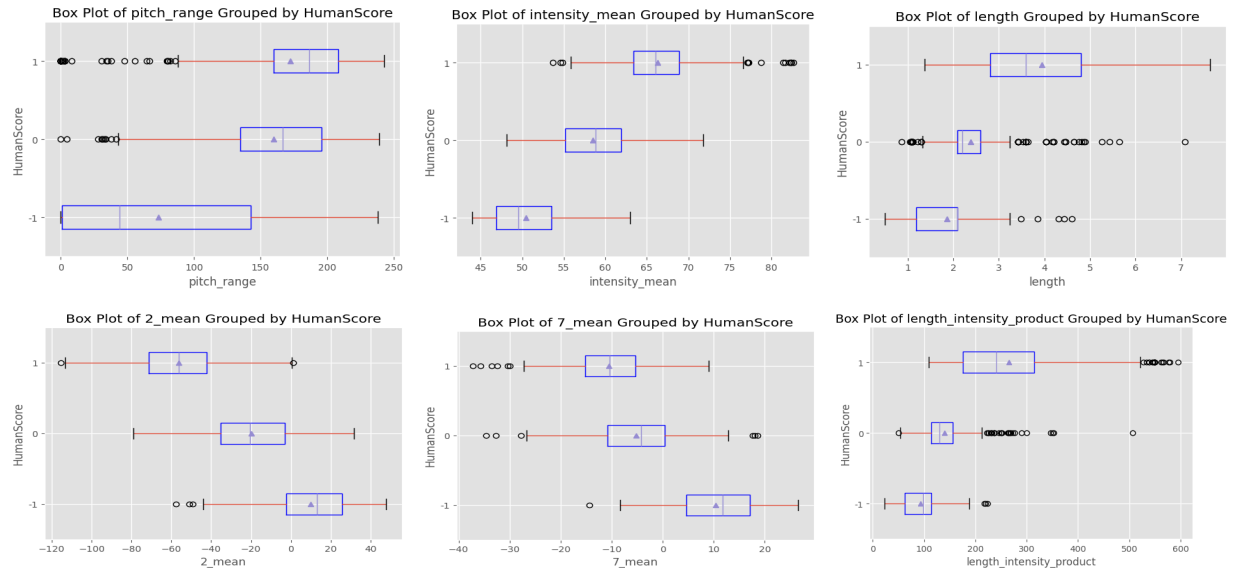 Box Plot of pitch_range Grouped by HumanScore
HumanScore
1
0
-1
0 50 100 150 200 250
pitch_range
Box Plot of intensity_mean Grouped by HumanScore
HumanScore
1
0
-1
45 50 55 60 65 70 75 80
intensity_mean
Box Plot of length Grouped by HumanScore
HumanScore
1
0
-1
1 2 3 4 5 6 7
length
Box Plot of 2_mean Grouped by HumanScore
HumanScore
1
0
-1
−120 −100 −80 −60 −40 −20 0 20 40
2_mean
Box Plot of 7_mean Grouped by HumanScore
HumanScore
1
0
-1
−40 −30 −20 −10 0 10 20
7_mean
Box Plot of length_intensity_product Grouped by HumanScore
HumanScore
1
0
-1
0 100 200 300 400 500 600
length_intensity_product